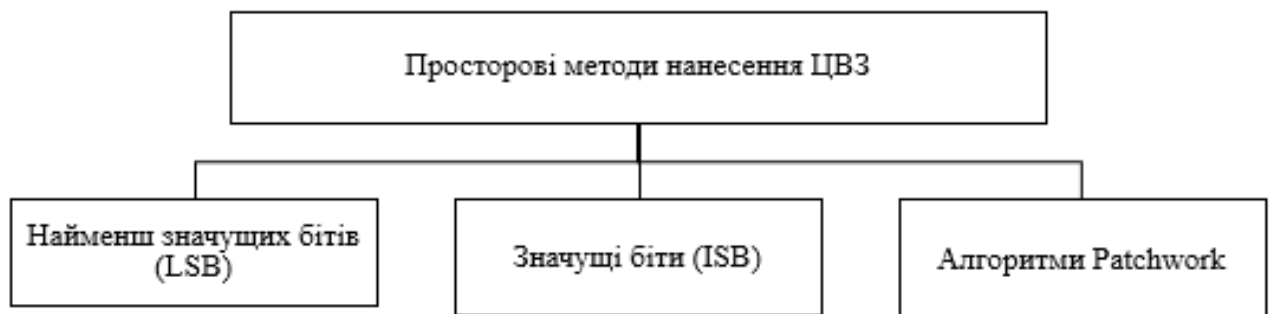 Просторові методи нанесення ЦВЗ
Найменш значущих бітів
(LSB)
Значущі біти (ISB)
Алгоритми Patchwork